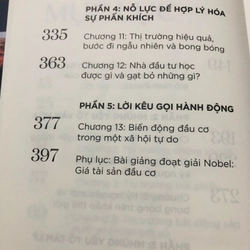 PHẦN 4: NỖ LỰC ĐỂ HỢP LÝ HÓA
SỰ PHẤN KHÍCH
335 Chương 11: Thị trường hiệu quả,
bước đi ngẫu nhiên và bong bóng
363 Chương 12: Nhà đầu tư học
được gì và gạt bỏ những gì?
PHẦN 5: LỜI KÊU GỌI HÀNH ĐỘNG
377 Chương 13: Biến động đầu cơ
trong một xã hội tự do
397 Phụ lục: Bài giảng đoạt giải Nobel:
Giá tài sản đầu cơ